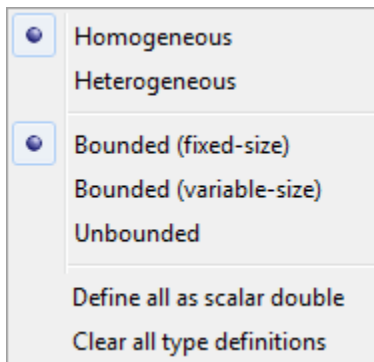 Homogeneous
Heterogeneous
Bounded (fixed-size)
Bounded (variable-size)
Unbounded
Define all as scalar double
Clear all type definitions